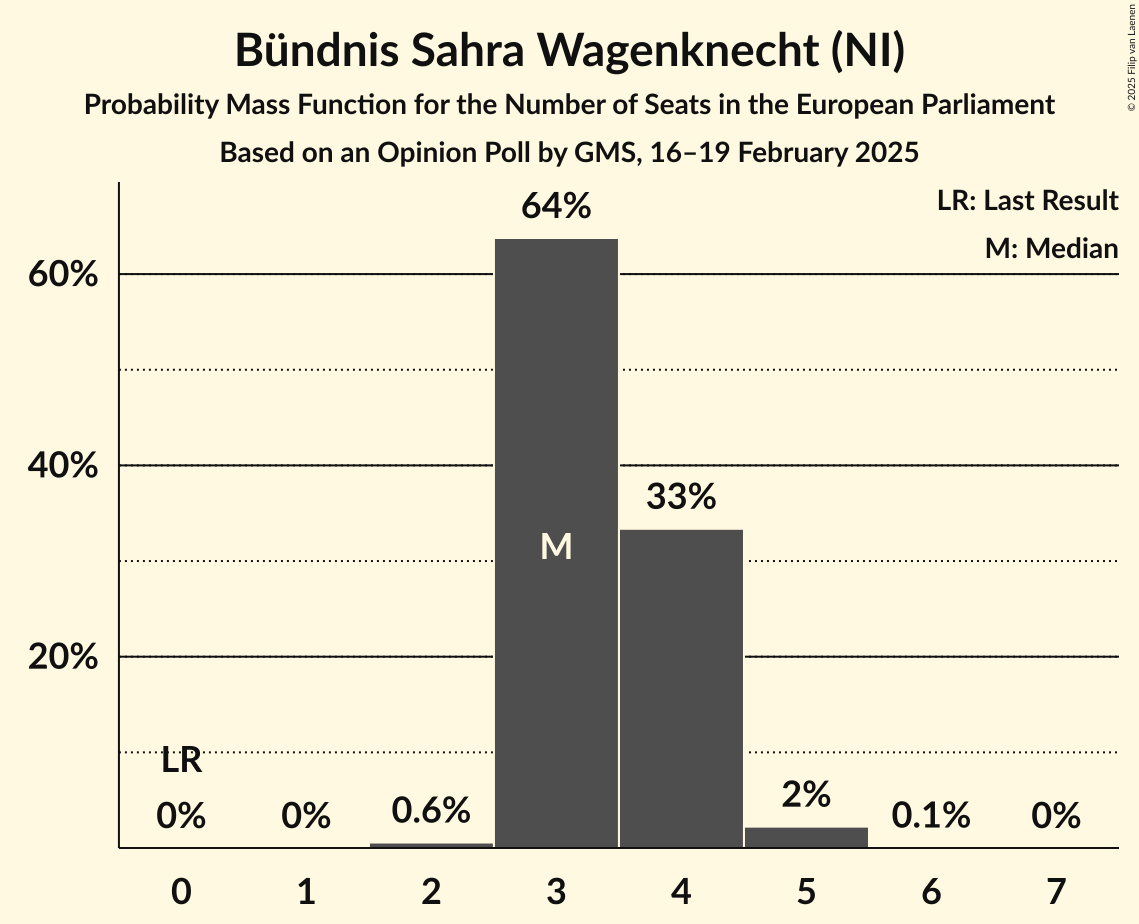 Bündnis Sahra Wagenknecht (NI)
Probability Mass Function for the Number of Seats in the European Parliament
Based on an Opinion Poll by GMS, 16–19 February 2025
© 2025 Filip van Laenen
LR: Last Result
M: Median
64%
60%
40%
33%
M
20%
LR
0%
0%
0.6%
2%
0.1%
0%
0
1
2
3
4
5
6
7